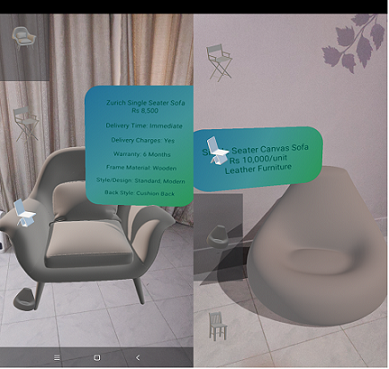 Zurich Single Seater Sofa
Rs 8,500
Delivery Time: Immediate
Delivery Charges: Yes
Warranty: 6 Months
Frame Material: Wooden
Style/Design: Standard, Modern
Back Style: Cushion Back
Seater Canvas Sofa
Rs 10,000/unit
Leather Furniture